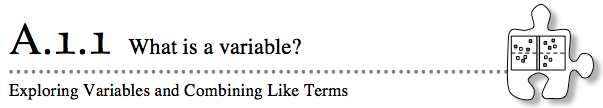 A.1.1 What is a variable?
Exploring Variables and Combining Like Terms